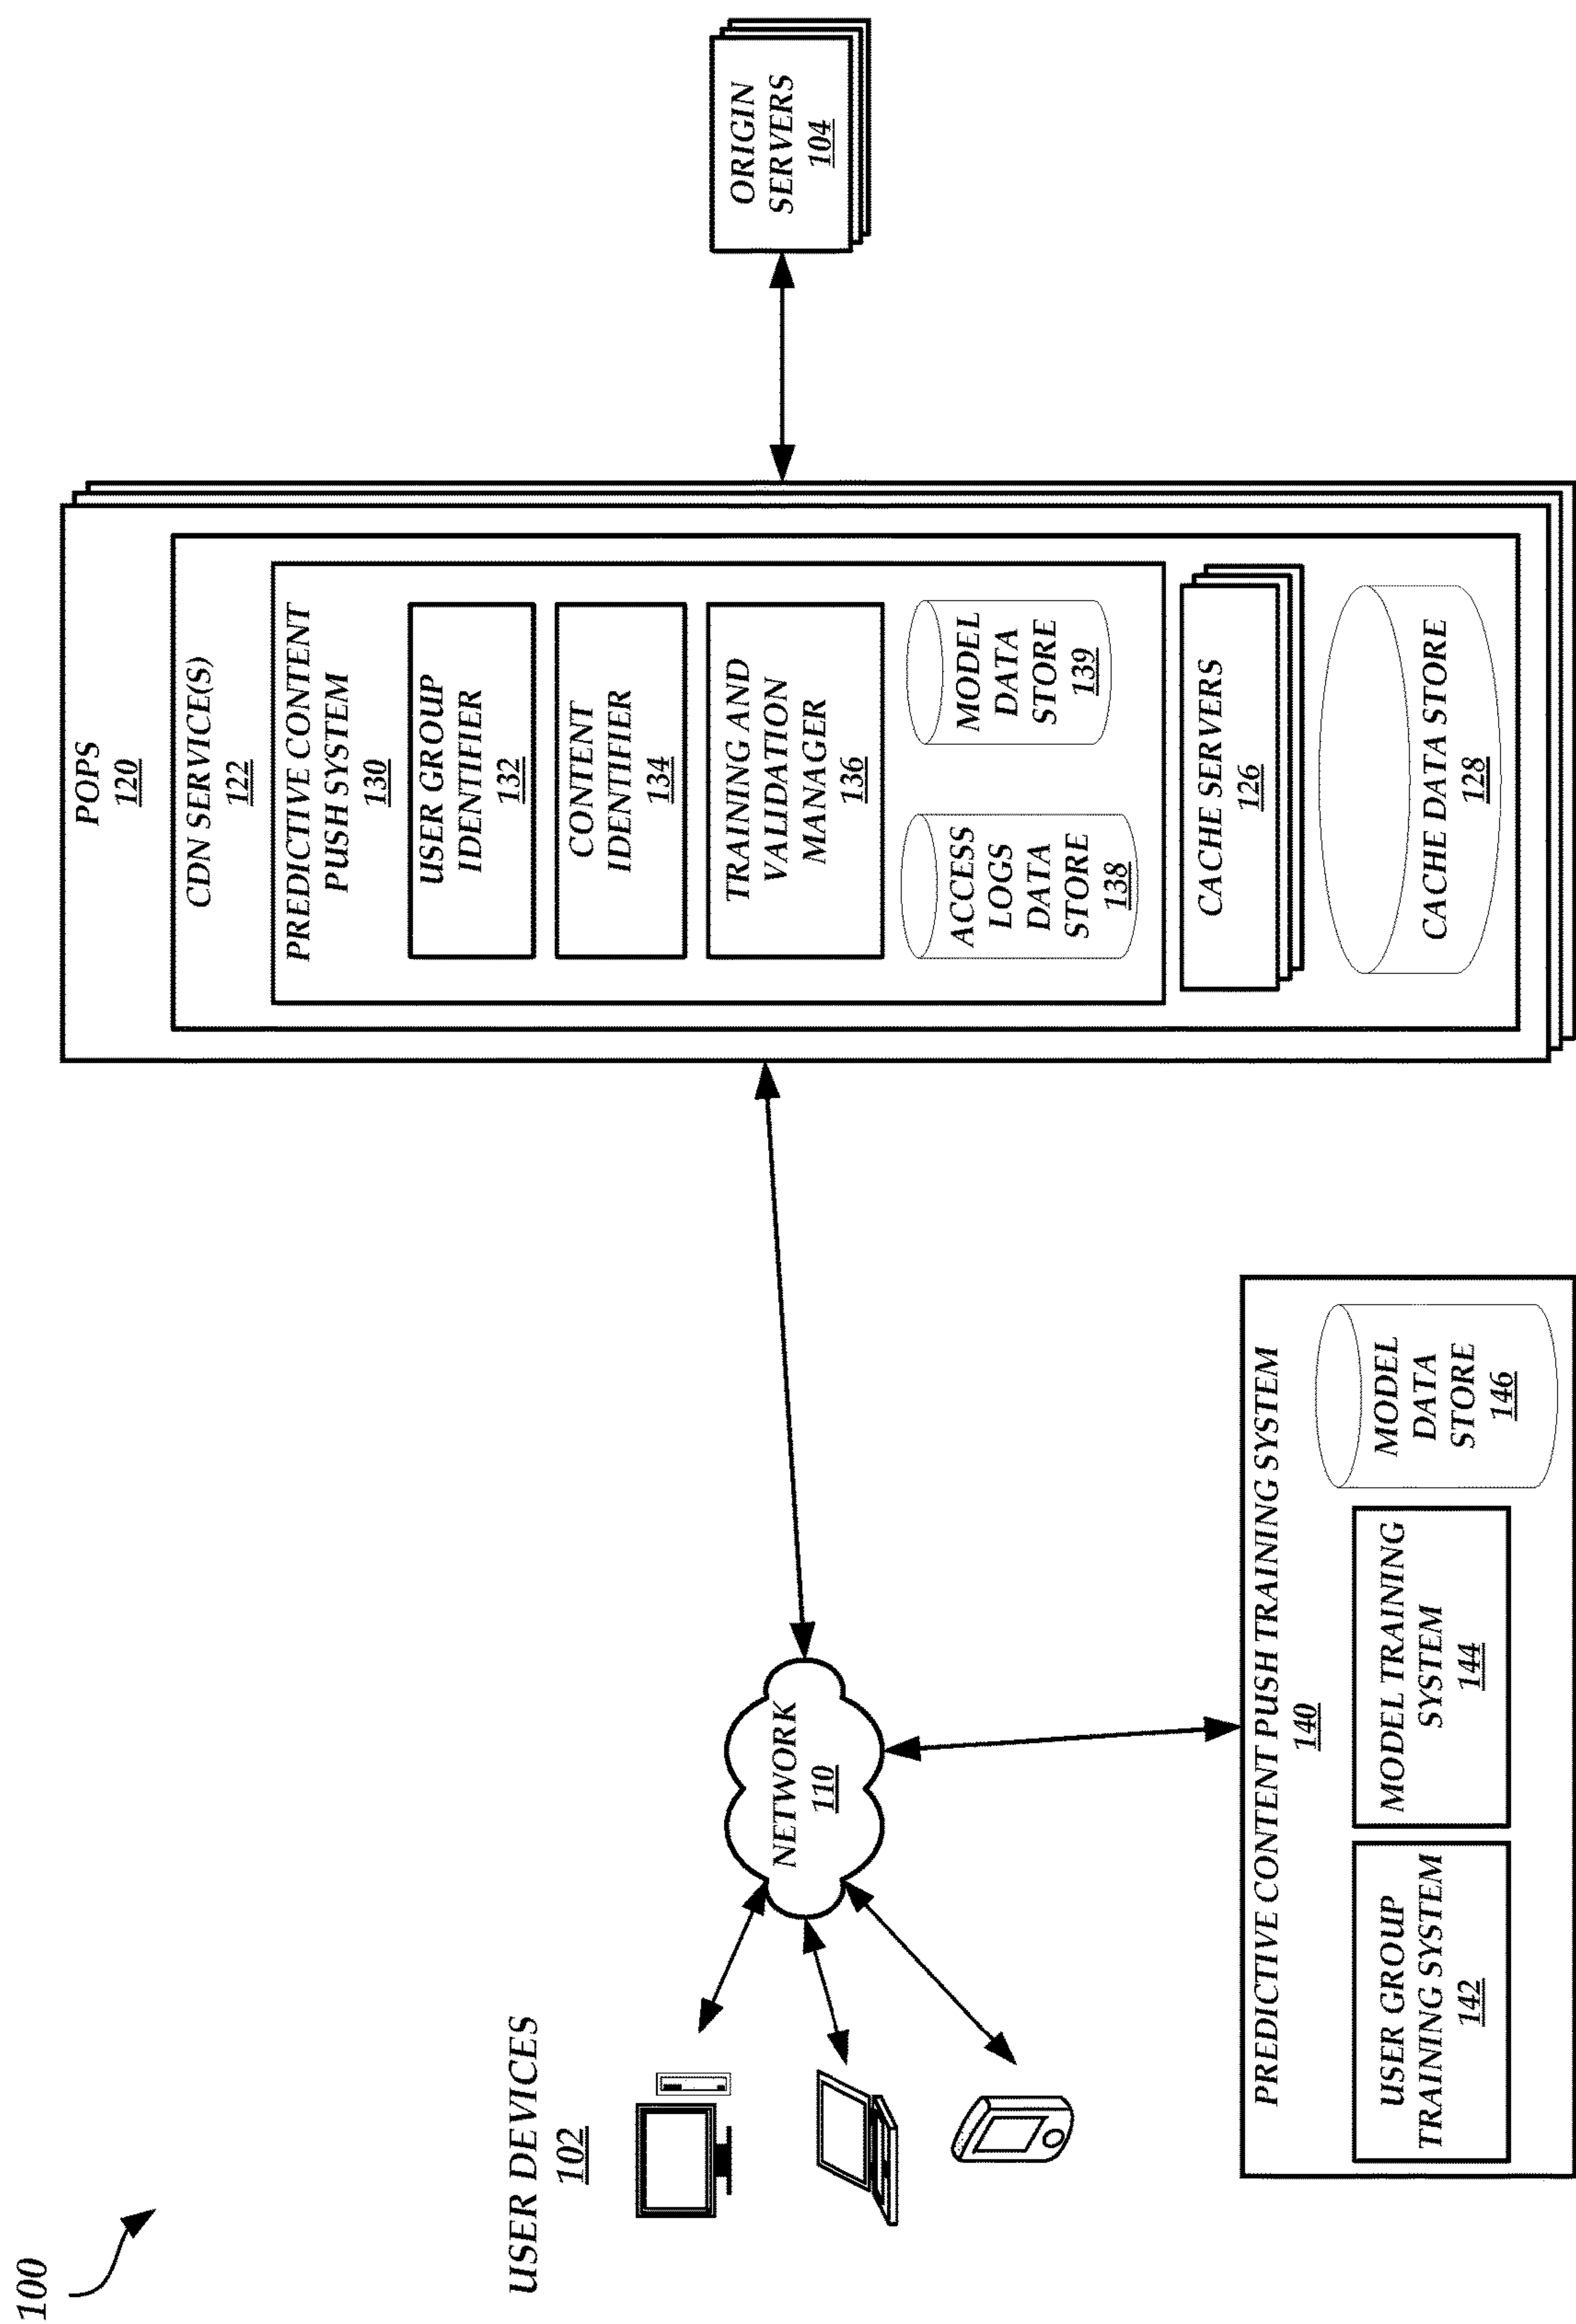 100
USER DEVICES
102
NETWORK
110
POPS
120
CDN SERVICE(S)
122
PREDICTIVE CONTENT
PUSH SYSTEM
130
USER GROUP
IDENTIFIER
132
CONTENT
IDENTIFIER
134
TRAINING AND
VALIDATION
MANAGER
136
ACCESS
LOGS
DATA
STORE
138
MODEL
DATA
STORE
139
CACHE SERVERS
126
CACHE DATA STORE
128
ORIGIN
SERVERS
104
PREDICTIVE CONTENT PUSH TRAINING SYSTEM
140
USER GROUP
TRAINING SYSTEM
142
MODEL TRAINING
SYSTEM
144
MODEL
DATA
STORE
146